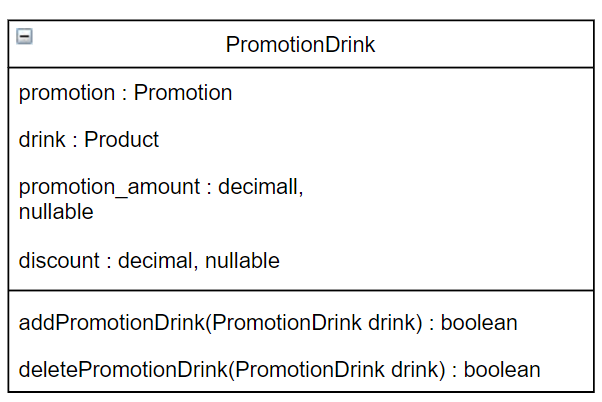 PromotionDrink
promotion : Promotion
drink : Product
promotion_amount : decimall,
nullable
discount : decimal, nullable
addPromotionDrink(PromotionDrink drink) : boolean
deletePromotionDrink(PromotionDrink drink) : boolean